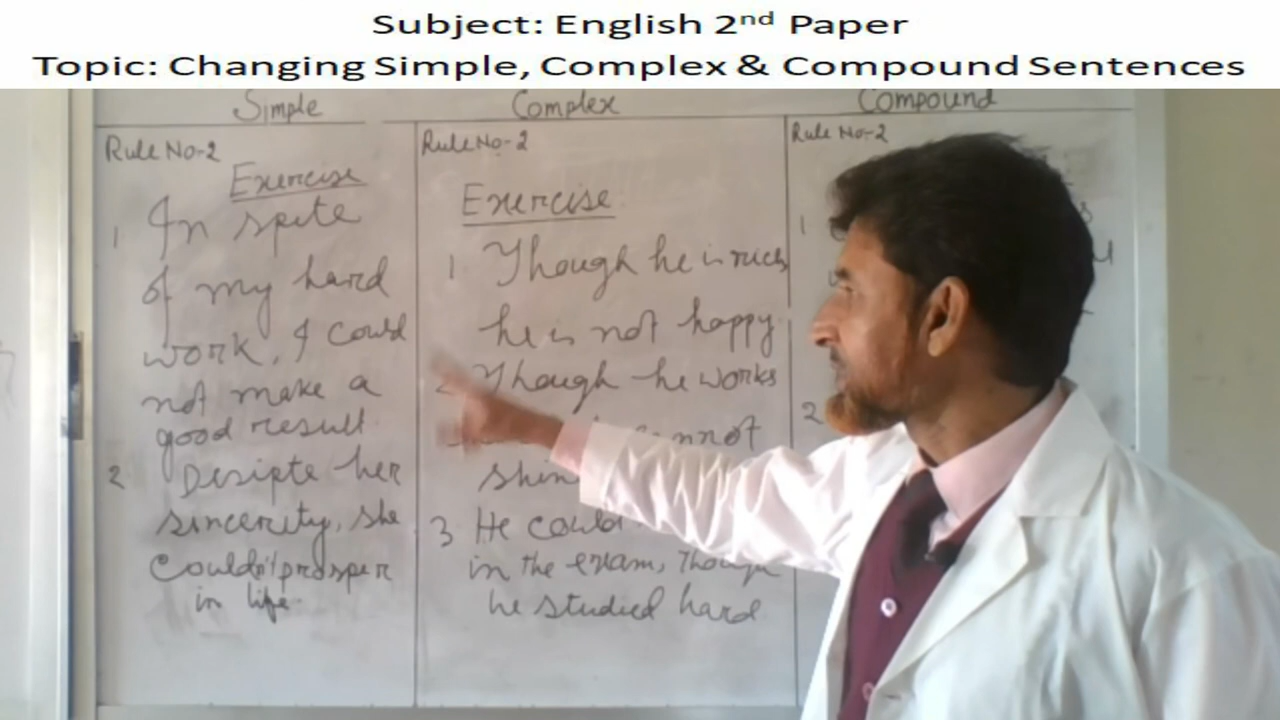 Subject: English 2nd Paper
Topic: Changing Simple, Complex & Compound Sentences
Simple
Complex
Compound
Rule No-2
Exercise
1 In spite
of my hard
work, I could
not make a
good result.
2 Desipte her
sincerity, she
Couldn't prosper
in life.
Rule No-2
Exercise
1 Though he is rich
he is not happy.
2 Though he works
cannot
3 He could
in the exam, Though
he studied hard
Rule No-2
1
2